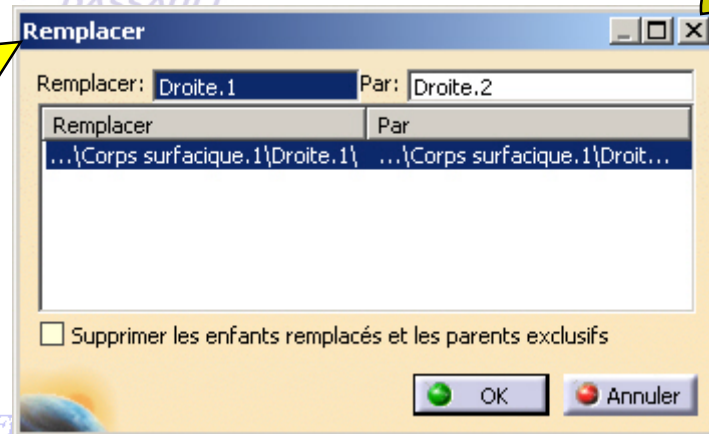 DASSAULT
Remplacer
Remplacer: Droite.1 Par: Droite.2
Remplacer Par
...\Corps surfacique.1\Droite.1\ ...\Corps surfacique.1\Droit...
Supprimer les enfants remplacés et les parents exclusifs
OK Annuler